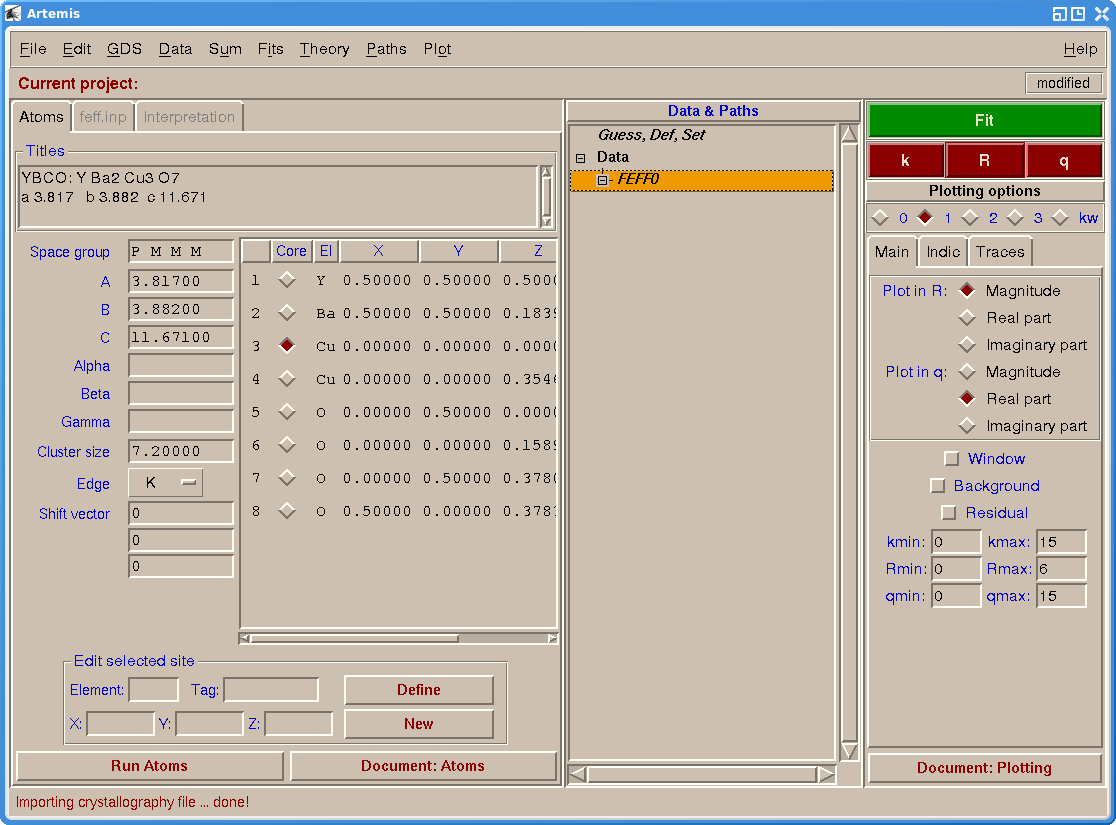 Artemis
File Edit GDS Data Sum Fits Theory Paths Plot Help
Current project: modified
Atoms feff.inp Interpretation
Titles
YBCO: Y Ba2 Cu3 O7
a 3.817 b 3.882 c 11.671
Space group P M M M
A 3.81700
B 3.88200
C 11.67100
Alpha
Beta
Gamma
Cluster size 7.20000
Edge K
Shift vector 0
0
0
Core El X Y Z
1 Y 0.50000 0.50000 0.5000
2 Ba 0.50000 0.50000 0.1839
3 Cu 0.00000 0.00000 0.0000
4 Cu 0.00000 0.00000 0.3546
5 O 0.00000 0.50000 0.0000
6 O 0.00000 0.00000 0.1589
7 O 0.00000 0.50000 0.3780
8 O 0.50000 0.00000 0.3781
Edit selected site
Element: Tag: Define
X: Y: Z: New
Run Atoms Document: Atoms
Data & Paths
Guess, Def, Set
Data
FEFF0
Fit
k R q
Plotting options
0 1 2 3 kw
Main Indic Traces
Plot in R: Magnitude
Real part
Imaginary part
Plot in q: Magnitude
Real part
Imaginary part
Window
Background
Residual
kmin: 0 kmax: 15
Rmin: 0 Rmax: 6
qmin: 0 qmax: 15
Document: Plotting
Importing crystallography file ... done!